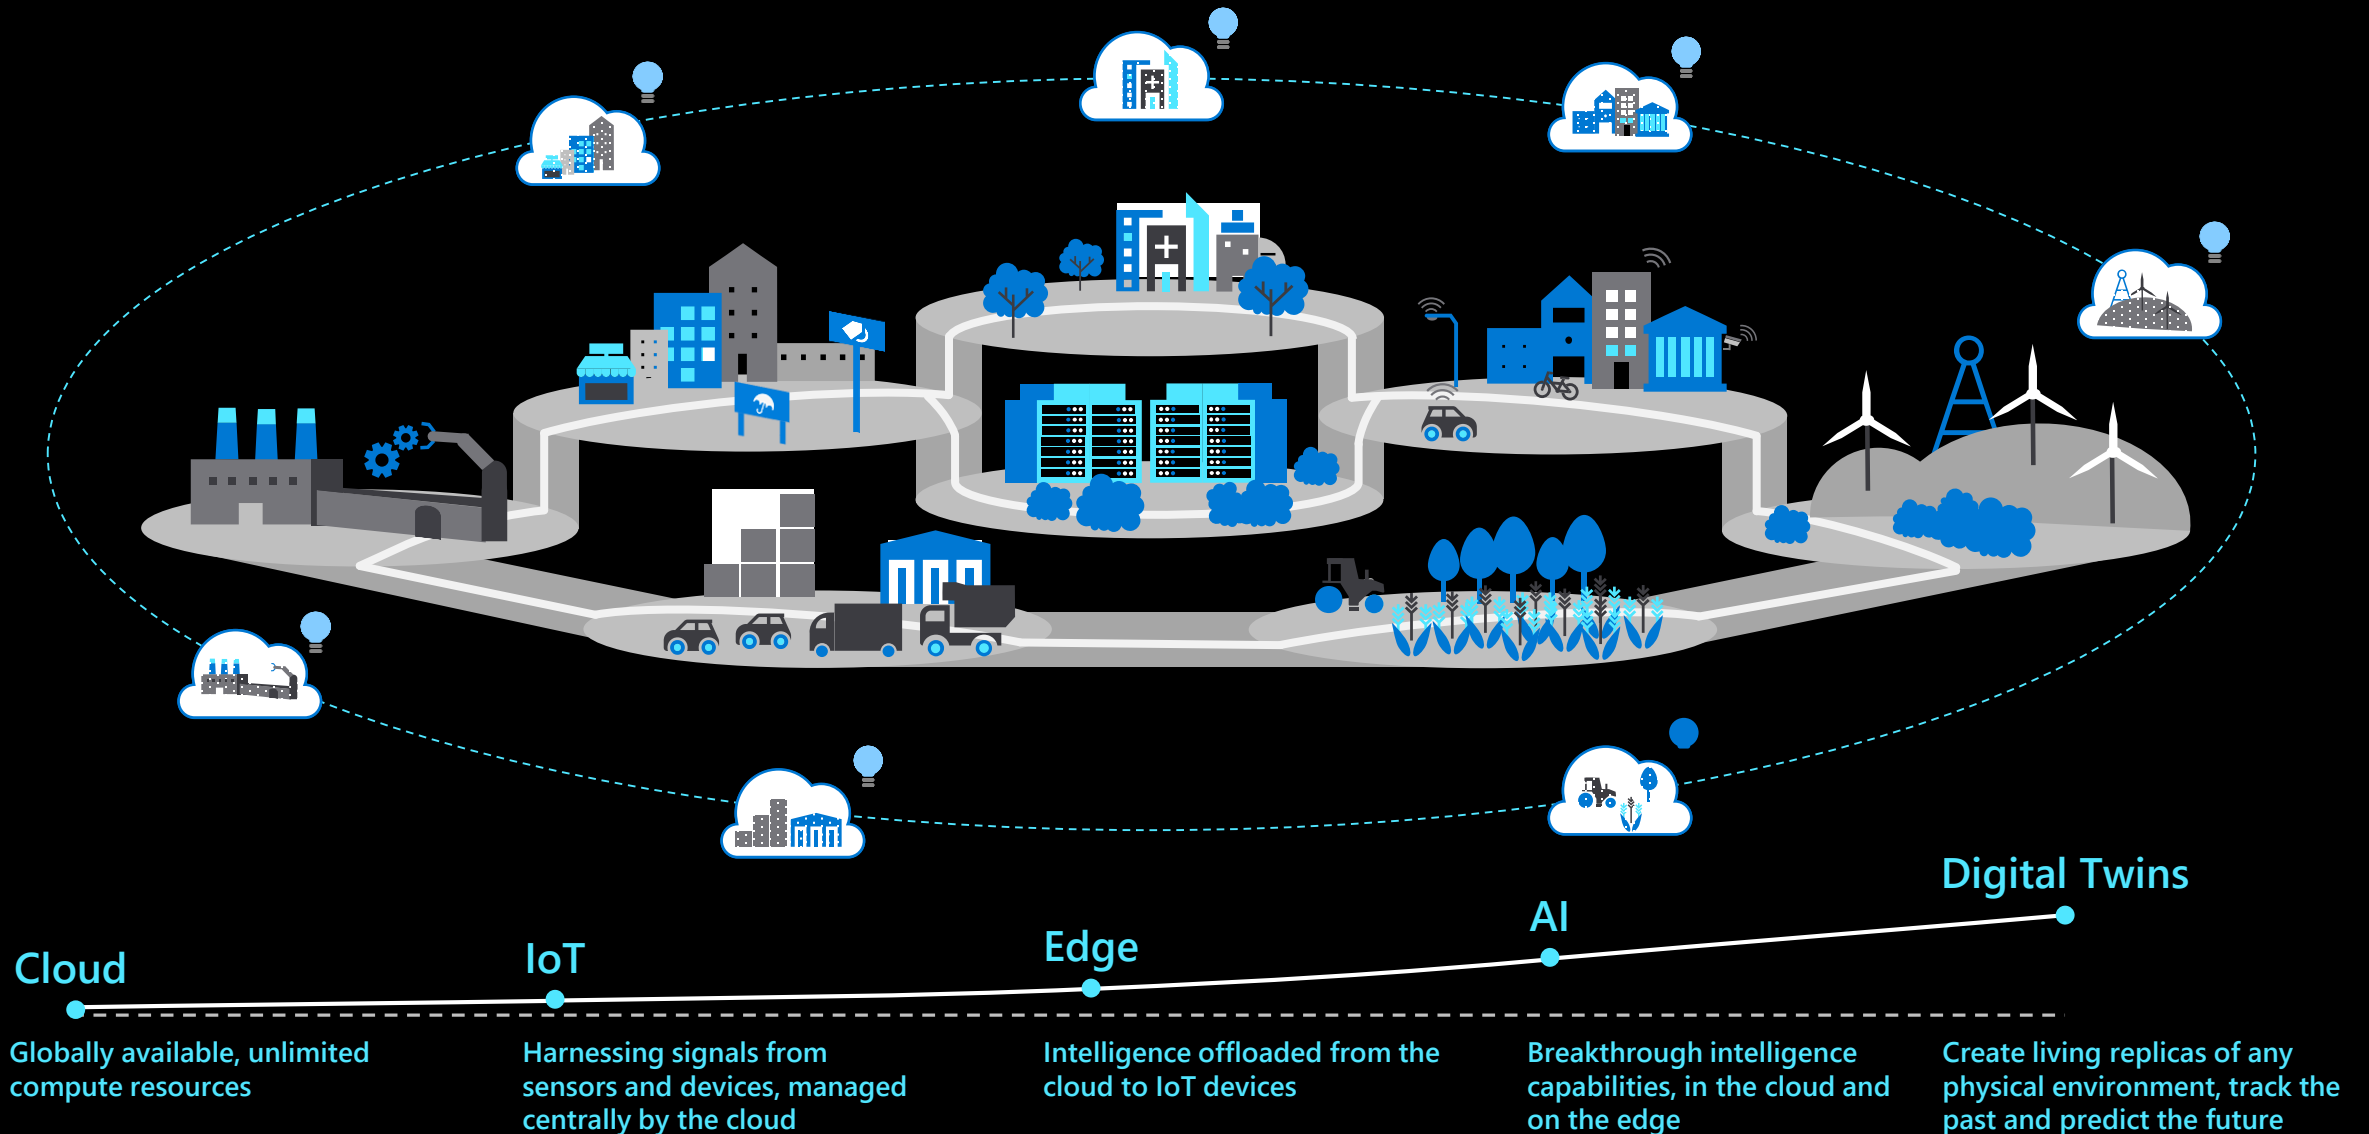 Digital Twins
AI
Edge
IoT
Cloud
Globally available, unlimited
compute resources
Harnessing signals from
sensors and devices, managed
centrally by the cloud
Intelligence offloaded from the
cloud to IoT devices
Breakthrough intelligence
capabilities, in the cloud and
on the edge
Create living replicas of any
physical environment, track the
past and predict the future